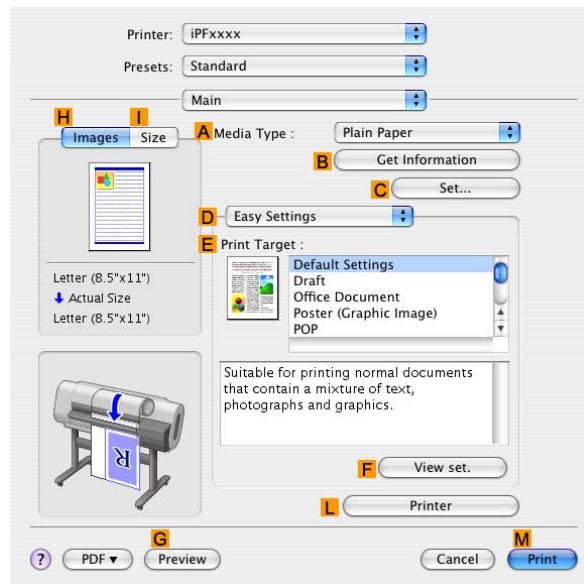 Printer: iPFxxxx
Presets: Standard
Main
H I
Images Size
A Media Type : Plain Paper
B Get Information
C Set...
D Easy Settings
E Print Target :
Default Settings
Draft
Office Document
Poster (Graphic Image)
POP
Letter (8.5"x11")
Actual Size
Letter (8.5"x11")
Suitable for printing normal documents
that contain a mixture of text,
photographs and graphics.
R
F View set.
L Printer
G M
? PDF▼ Preview Cancel Print